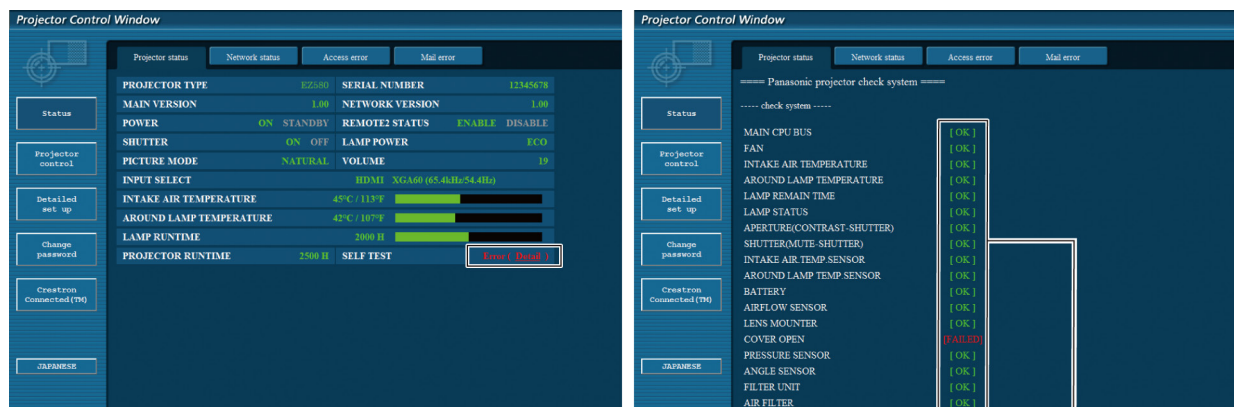 Projector Control Window
Projector status Network status Access error Mail error
Status
Projector control
Detailed set up
Change password
Crestron Connected(TM)
JAPANESE
PROJECTOR TYPE EZ580 SERIAL NUMBER 12345678
MAIN VERSION 1.00 NETWORK VERSION 1.00
POWER ON STANDBY REMOTE2 STATUS ENABLE DISABLE
SHUTTER ON OFF LAMP POWER ECO
PICTURE MODE NATURAL VOLUME 19
INPUT SELECT HDMI XGA60 (65.4kHz/54.4Hz)
INTAKE AIR TEMPERATURE 45°C / 113°F
AROUND LAMP TEMPERATURE 42°C / 107°F
LAMP RUNTIME 2000 H
PROJECTOR RUNTIME 2500 H SELF TEST Error ( Detail )
Projector Control Window
Projector status Network status Access error Mail error
Status
Projector control
Detailed set up
Change password
Crestron Connected(TM)
JAPANESE
==== Panasonic projector check system ====
----- check system -----
MAIN CPU BUS [ OK ]
FAN [ OK ]
INTAKE AIR TEMPERATURE [ OK ]
AROUND LAMP TEMPERATURE [ OK ]
LAMP REMAIN TIME [ OK ]
LAMP STATUS [ OK ]
APERTURE(CONTRAST-SHUTTER) [ OK ]
SHUTTER(MUTE-SHUTTER) [ OK ]
INTAKE AIR.TEMP.SENSOR [ OK ]
AROUND LAMP TEMP.SENSOR [ OK ]
BATTERY [ OK ]
AIRFLOW SENSOR [ OK ]
LENS MOUNTER [ OK ]
COVER OPEN [FAILED]
PRESSURE SENSOR [ OK ]
ANGLE SENSOR [ OK ]
FILTER UNIT [ OK ]
AIR FILTER [ OK ]